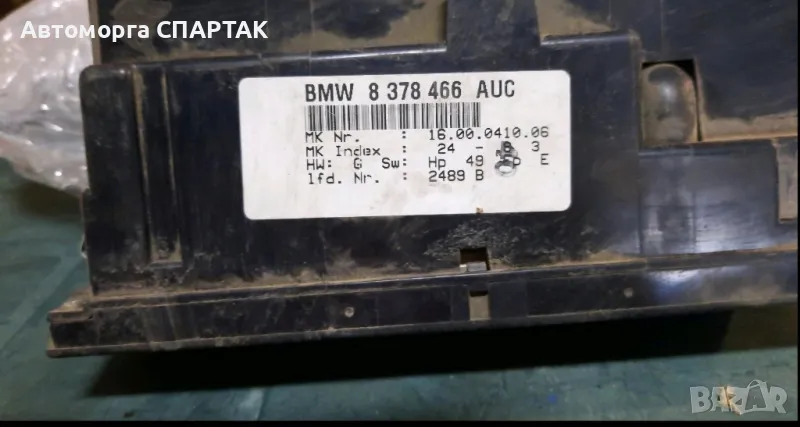 Автоморга СПАРТАК
BMW 8 378 466 AUC
MK Nr. : 16.00.0410.06
MK Index : 24 - 3
HW: G Sw: Hp 49 E
lfd. Nr. : 2489 B
BAZAR